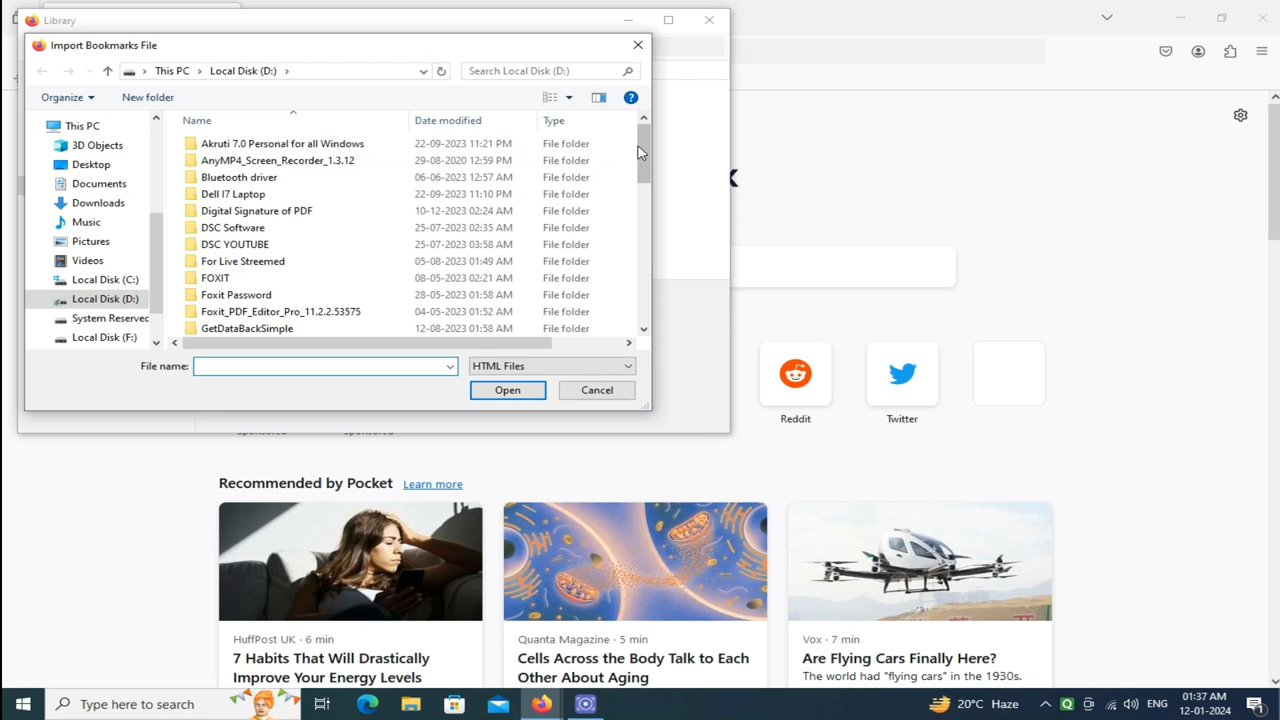 Library
Import Bookmarks File
This PC
Local Disk (D:)
Search Local Disk (D:)
Organize
New folder
Name
Date modified
Type
This PC
3D Objects
Desktop
Documents
Downloads
Music
Pictures
Videos
Local Disk (C:)
Local Disk (D:)
System Reserved
Local Disk (F:)
Akruti 7.0 Personal for all Windows 22-09-2023 11:21 PM File folder
AnyMP4_Screen_Recorder_1.3.12 29-08-2020 12:59 PM File folder
Bluetooth driver 06-06-2023 12:57 AM File folder
Dell I7 Laptop 22-09-2023 11:10 PM File folder
Digital Signature of PDF 10-12-2023 02:24 AM File folder
DSC Software 25-07-2023 02:35 AM File folder
DSC YOUTUBE 25-07-2023 03:58 AM File folder
For Live Streemed 05-08-2023 01:49 AM File folder
FOXIT 08-05-2023 02:21 AM File folder
Foxit Password 28-05-2023 01:58 AM File folder
Foxit_PDF_Editor_Pro_11.2.2.53575 04-05-2023 01:52 AM File folder
GetDataBackSimple 12-08-2023 01:58 AM File folder
File name:
HTML Files
Open
Cancel
Reddit
Twitter
Sponsored
Sponsored
Recommended by Pocket Learn more
HuffPost UK · 6 min
7 Habits That Will Drastically
Improve Your Energy Levels
Quanta Magazine · 5 min
Cells Across the Body Talk to Each
Other About Aging
Vox · 7 min
Are Flying Cars Finally Here?
The world had "flying cars" in the 1930s.
Type here to search
20°C Haze
ENG
01:37 AM
12-01-2024
1